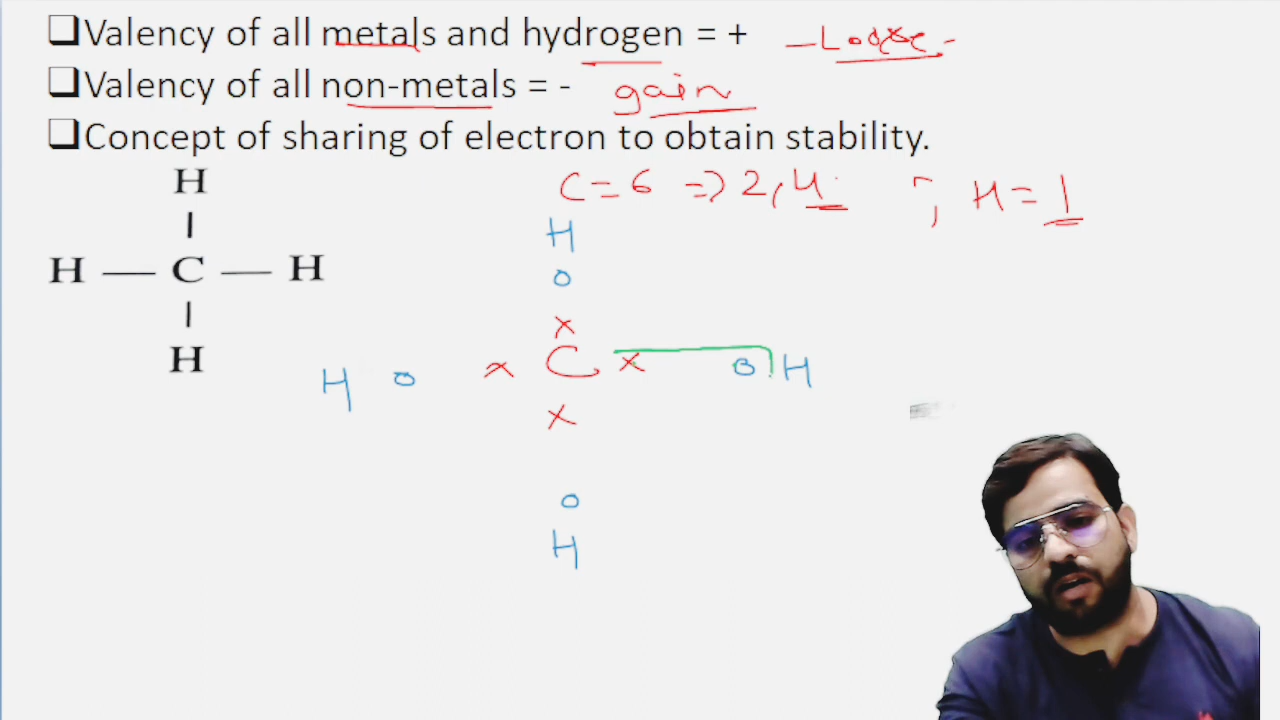 ❑Valency of all metals and hydrogen = + - Loose -
❑Valency of all non-metals = - gain
❑Concept of sharing of electron to obtain stability.
C = 6 => 2, 4 ; H = 1
H
|
H — C — H
|
H
H
o
x
H o x C x o H
x
o
H